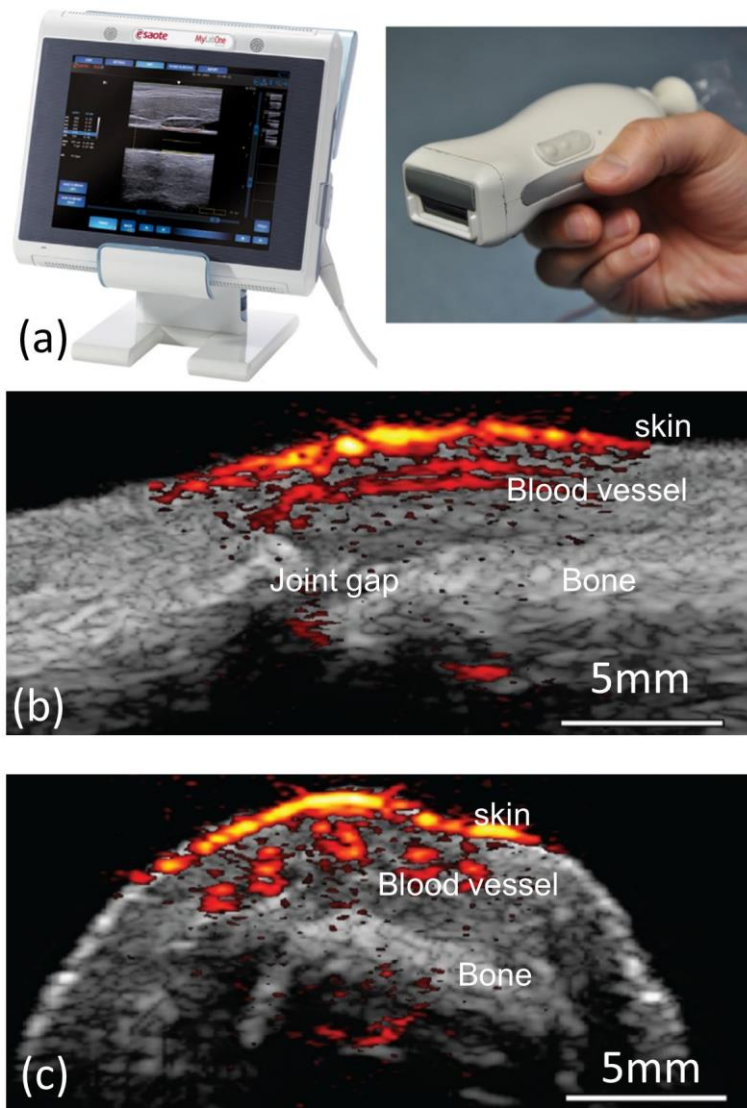 esaote
MyLabOne
(a)
skin
Blood vessel
Joint gap
Bone
5mm
(b)
skin
Blood vessel
Bone
5mm
(c)